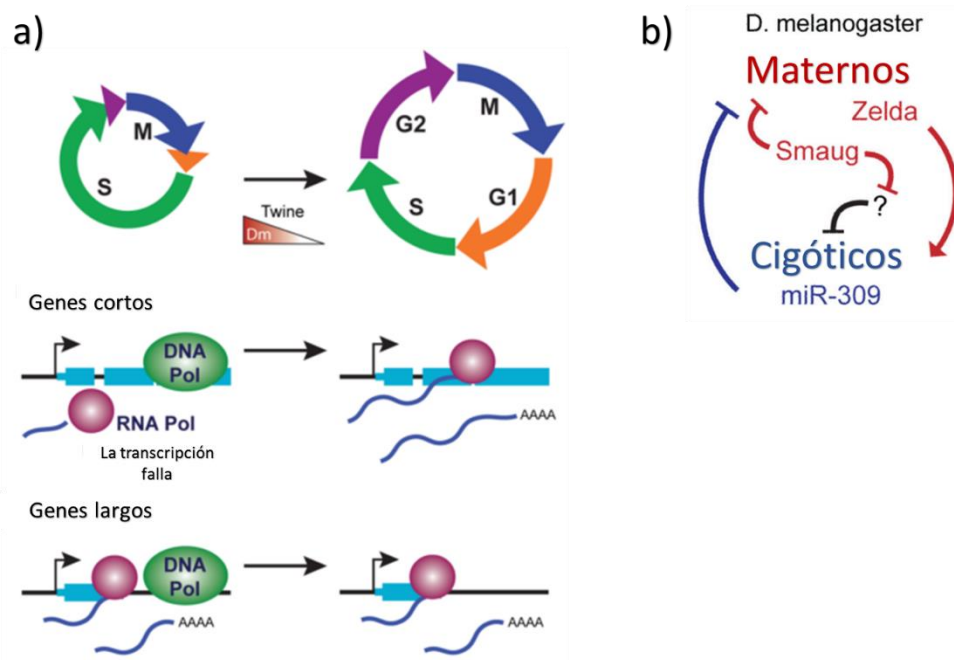 a)
M
S
Twine
Dm
G2
M
S
G1
Genes cortos
DNA
Pol
RNA Pol
La transcripción
falla
AAAA
Genes largos
DNA
Pol
AAAA
AAAA
b)
D. melanogaster
Maternos
Zelda
Smaug
?
Cigóticos
miR-309